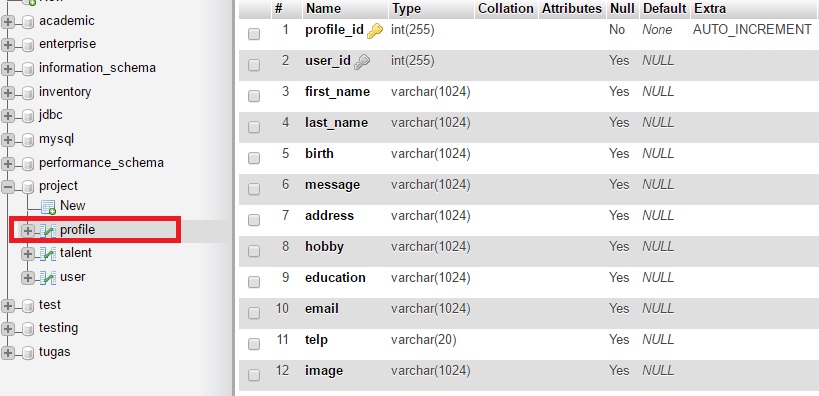 academic
enterprise
information_schema
inventory
jdbc
mysql
performance_schema
project
New
profile
talent
user
test
testing
tugas
# Name Type Collation Attributes Null Default Extra
1 profile_id int(255) No None AUTO_INCREMENT
2 user_id int(255) Yes NULL
3 first_name varchar(1024) Yes NULL
4 last_name varchar(1024) Yes NULL
5 birth varchar(1024) Yes NULL
6 message varchar(1024) Yes NULL
7 address varchar(1024) Yes NULL
8 hobby varchar(1024) Yes NULL
9 education varchar(1024) Yes NULL
10 email varchar(1024) Yes NULL
11 telp varchar(20) Yes NULL
12 image varchar(1024) Yes NULL